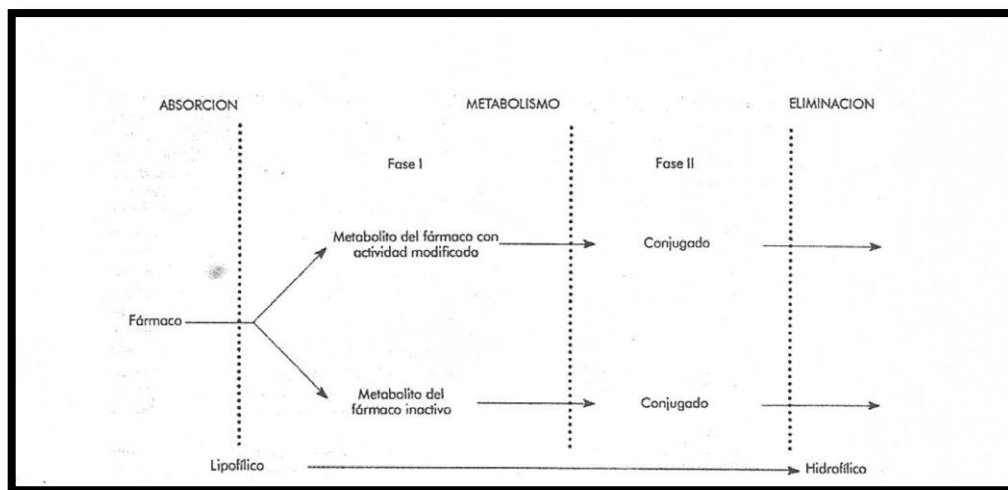 ABSORCION METABOLISMO ELIMINACION
Fase I Fase II
Metabolito del fármaco con
actividad modificada
Conjugado
Fármaco
Metabolito del
fármaco inactivo
Conjugado
Lipofílico Hidrofílico